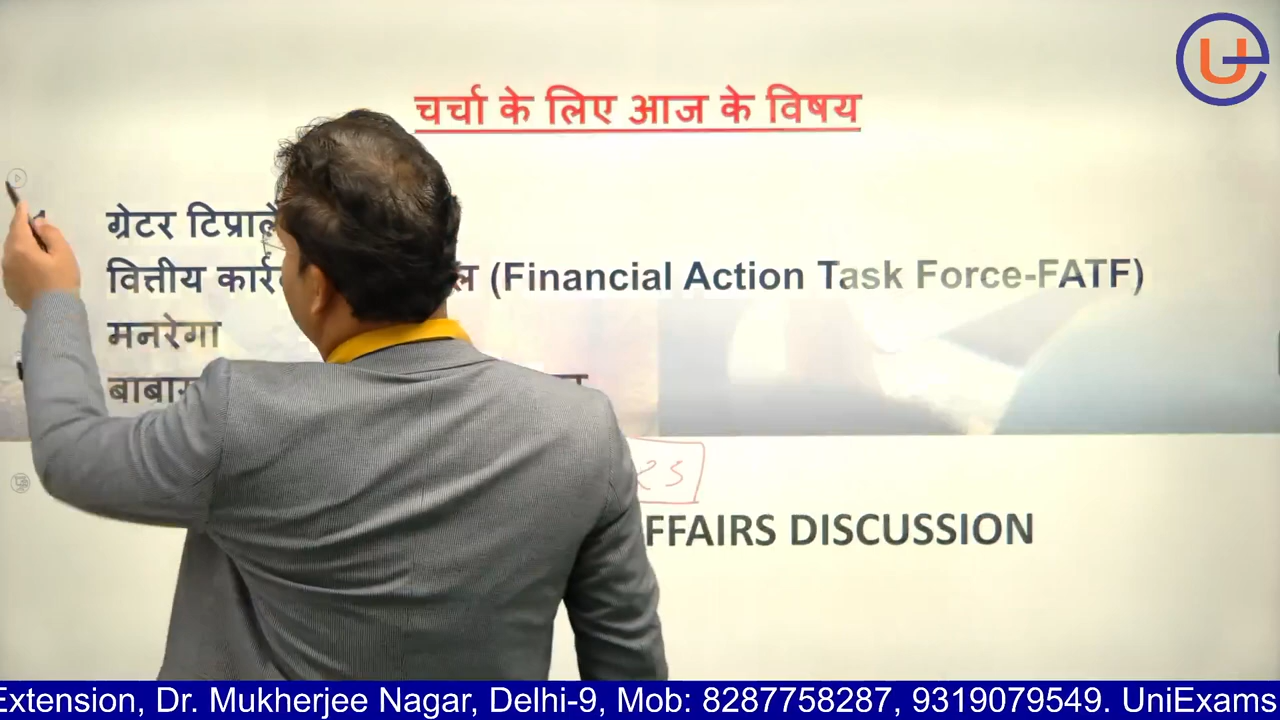 चर्चा के लिए आज के विषय
ग्रेटर
वित्तीय (Financial Action Task Force-FATF)
मनरेगा
DISCUSSION
Extension, Dr. Mukherjee Nagar, Delhi-9, Mob: 8287758287, 9319079549. UniExams